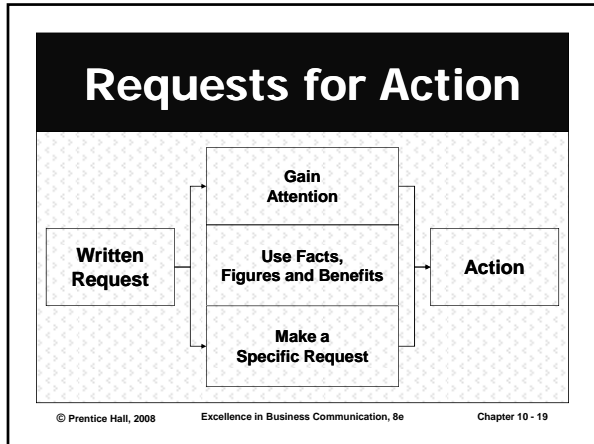 Requests for Action
Gain
Attention
Written
Request
Use Facts,
Figures and Benefits
Action
Make a
Specific Request
© Prentice Hall, 2008 Excellence in Business Communication, 8e Chapter 10 - 19